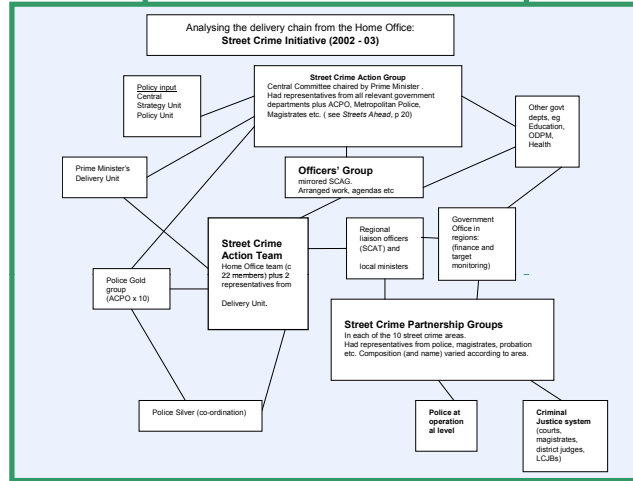 Analysing the delivery chain from the Home Office:
Street Crime Initiative (2002 - 03)
Policy input
Central
Strategy Unit
Policy Unit
Street Crime Action Group
Central Committee chaired by Prime Minister .
Had representatives from all relevant government
departments plus ACPO, Metropolitan Police,
Magistrates etc. ( see Streets Ahead, p 20)
Other govt
depts, eg
Education,
ODPM,
Health
Prime Minister's
Delivery Unit
Officers' Group
mirrored SCAG.
Arranged work, agendas etc
Street Crime
Action Team
Home Office team (c
22 members) plus 2
representatives from
Delivery Unit.
Regional
liaison officers
(SCAT) and
local ministers
Government
Office in
regions:
(finance and
target
monitoring)
Police Gold
group
(ACPO x 10)
Street Crime Partnership Groups
In each of the 10 street crime areas.
Had representatives from police, magistrates, probation
etc. Composition (and name) varied according to area.
Police Silver (co-ordination)
Police at
operation
al level
Criminal
Justice system
(courts,
magistrates,
district judges,
LCJBs)